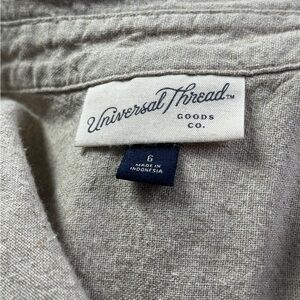 Universal Thread™
GOODS
CO.
6
MADE IN
INDONESIA